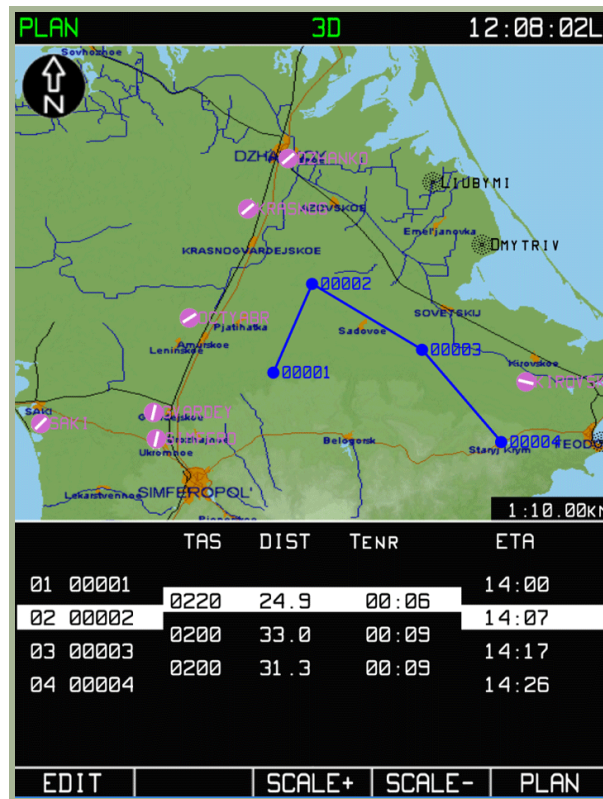 PLAN 3D 12:08:02L
Sovhozhoe
N
LIUBYMI
Emel'janovka
DMYTRIV
KRASNOGVARDEJSKOE
00002
SOVETSKIJ
Pjatihatka
Sadovoe
Amurskoe
Leninskoe
00003
Kirovskoe
00001
SAKI
Belogorsk
00004
Staryj Krym
Ukromnoe
Lekarstvennoe
SIMFEROPOL'
1:10.00KM
TAS DIST TENR ETA
01 00001 14:00
0220 24.9 00:06
02 00002 14:07
0200 33.0 00:09
03 00003 14:17
0200 31.3 00:09
04 00004 14:26
EDIT SCALE+ SCALE- PLAN